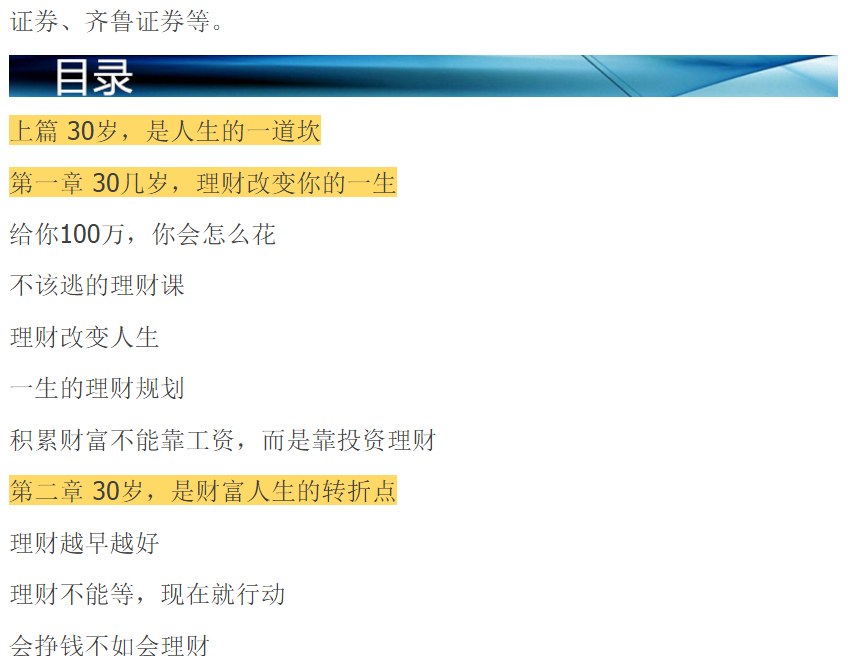 证券、齐鲁证券等。
目录
上篇 30岁，是人生的一道坎
第一章 30几岁，理财改变你的一生
给你100万，你会怎么花
不该逃的理财课
理财改变人生
一生的理财规划
积累财富不能靠工资，而是靠投资理财
第二章 30岁，是财富人生的转折点
理财越早越好
理财不能等，现在就行动
会挣钱不如会理财